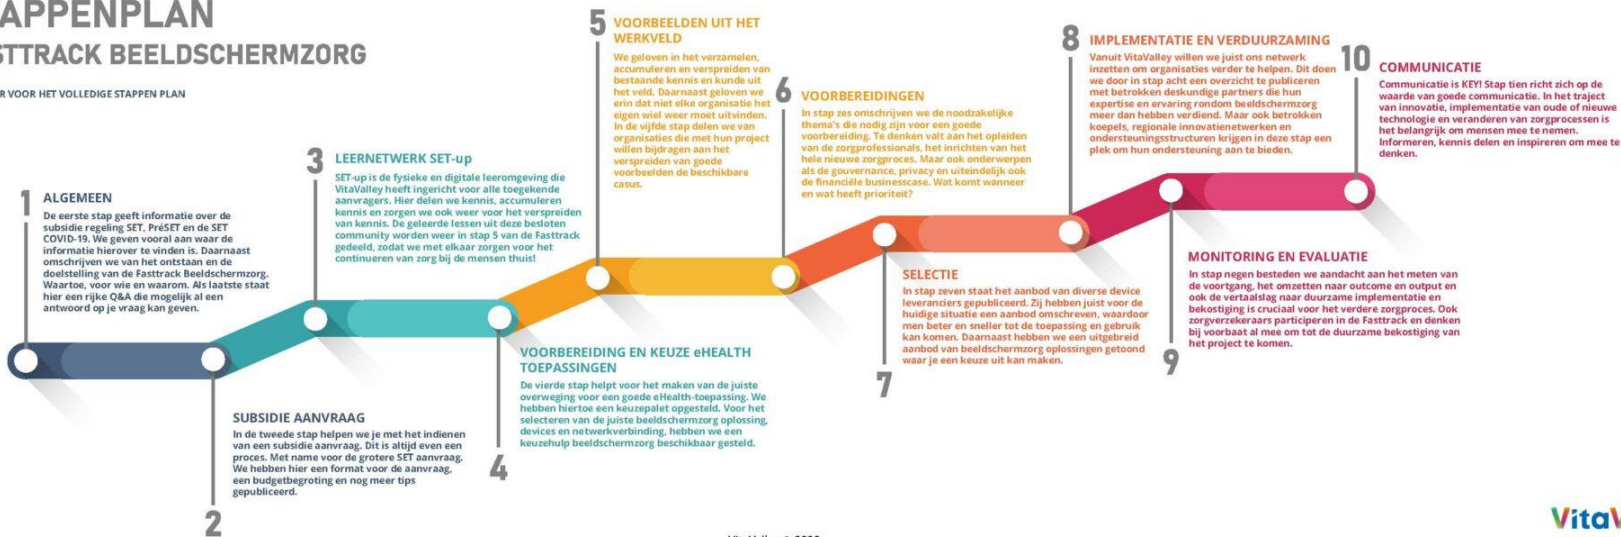 APPENPLAN
STTRACK BEELDSCHERMZORG
R VOOR HET VOLLEDIGE STAPPEN PLAN
1
ALGEMEEN
De eerste stap geeft informatie over de
subsidie regeling SET, PréSET en de SET
COVID-19. We geven vooral aan waar de
informatie hierover te vinden is. Daarnaast
omschrijven we van het ontstaan en de
doelstelling van de Fasttrack Beeldschermzorg.
Waartoe, voor wie en waarom. Als laatste staat
hier een rijke Q&A die mogelijk al een
antwoord op je vraag kan geven.
SUBSIDIE AANVRAAG
In de tweede stap helpen we je met het indienen
van een subsidie aanvraag. Dit is altijd even een
proces. Met name voor de grotere SET aanvraag.
We hebben hier een format voor de aanvraag,
een budgetbegroting en nog meer tips
gepubliceerd.
2
3
LEERNETWERK SET-up
SET-up is de fysieke en digitale leeromgeving die
VitaValley heeft ingericht voor alle toegekende
aanvragers. Hier delen we kennis, accumuleren
kennis en zorgen we ook weer voor het verspreiden
van kennis. De geleerde lessen uit deze besloten
community worden weer in stap 5 van de Fasttrack
gedeeld, zodat we met elkaar zorgen voor het
continueren van zorg bij de mensen thuis!
VOORBEREIDING EN KEUZE eHEALTH
TOEPASSINGEN
De vierde stap helpt voor het maken van de juiste
overweging voor een goede eHealth-toepassing. We
hebben hiertoe een keuzepalet opgesteld. Voor het
selecteren van de juiste beeldschermzorg oplossing,
devices en netwerkverbinding, hebben we een
keuzehulp beeldschermzorg beschikbaar gesteld.
4
5
VOORBEELDEN UIT HET
WERKVELD
We geloven in het verzamelen,
accumuleren en verspreiden van
bestaande kennis en kunde uit
het veld. Daarnaast geloven we
erin dat niet elke organisatie het
eigen wiel weer moet uitvinden.
In de vijfde stap delen we van
organisaties die met hun project
willen bijdragen aan het
verspreiden van goede
voorbeelden de beschikbare
casus.
6
VOORBEREIDINGEN
In stap zes omschrijven we de noodzakelijke
thema's die nodig zijn voor een goede
voorbereiding. Te denken valt aan het opleiden
van de zorgprofessionals, het inrichten van het
hele nieuwe zorgproces. Maar ook onderwerpen
als de gouvernance, privacy en uiteindelijk ook
de financiële businesscase. Wat komt wanneer
en wat heeft prioriteit?
SELECTIE
In stap zeven staat het aanbod van diverse device
leveranciers gepubliceerd. Zij hebben juist voor de
huidige situatie een aanbod omschreven, waardoor
men beter en sneller tot de toepassing en gebruik
kan komen. Daarnaast hebben we een uitgebreid
aanbod van beeldschermzorg oplossingen getoond
waar je een keuze uit kan maken.
7
8
IMPLEMENTATIE EN VERDUURZAMING
Vanuit VitaValley willen we juist ons netwerk
inzetten om organisaties verder te helpen. Dit doen
we door in stap acht een overzicht te publiceren
met betrokken deskundige partners die hun
expertise en ervaring rondom beeldschermzorg
meer dan hebben verdiend. Maar ook betrokken
koepels, regionale innovatienetwerken en
ondersteuningsstructuren krijgen in deze stap een
plek om hun ondersteuning aan te bieden.
MONITORING EN EVALUATIE
In stap negen besteden we aandacht aan het meten van
de voortgang, het omzetten naar outcome en output en
ook de vertaalslag naar duurzame implementatie en
bekostiging is cruciaal voor het verdere zorgproces. Ook
zorgverzekeraars participeren in de Fasttrack en denken
bij voorbaat al mee om tot de duurzame bekostiging van
het project te komen.
9
10
COMMUNICATIE
Communicatie is KEY! Stap tien richt zich op de
waarde van goede communicatie. In het traject
van innovatie, implementatie van oude of nieuwe
technologie en veranderen van zorgprocessen is
het belangrijk om mensen mee te nemen.
Informeren, kennis delen en inspireren om mee te
denken.
VitaV